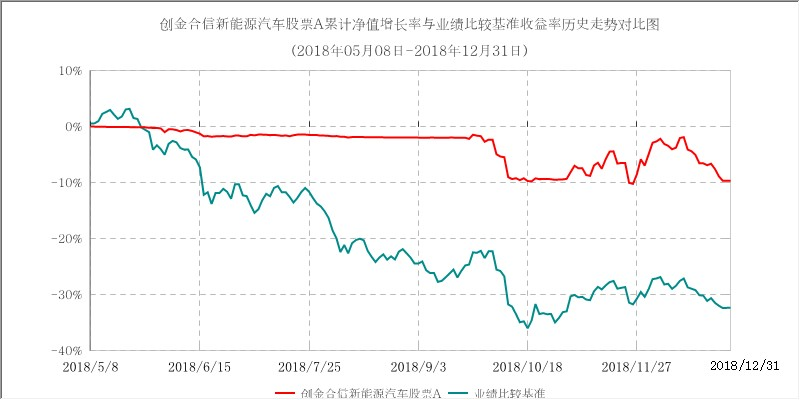 创金合信新能源汽车股票A累计净值增长率与业绩比较基准收益率历史走势对比图
(2018年05月08日-2018年12月31日)
10%
0%
-10%
-20%
-30%
-40%
2018/5/8 2018/6/15 2018/7/25 2018/9/3 2018/10/18 2018/11/27 2018/12/31
创金合信新能源汽车股票A 业绩比较基准